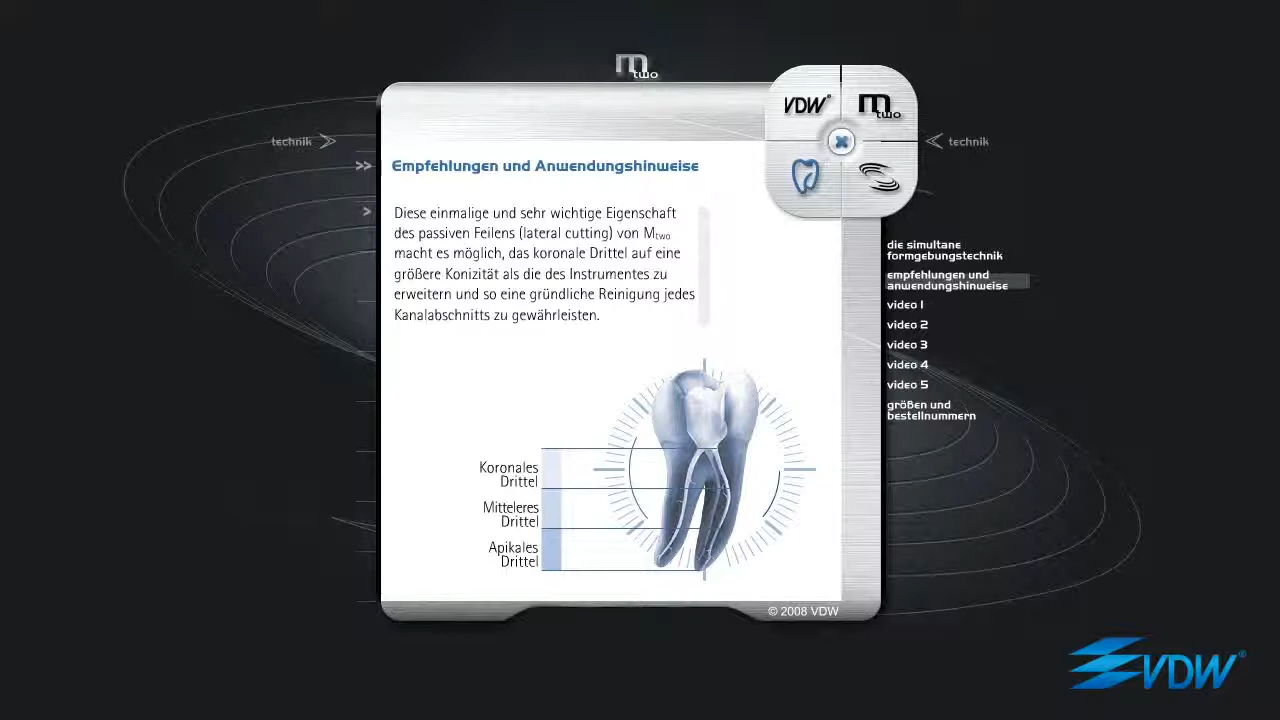 m
two
VDW®
m
two
technik
technik
Empfehlungen und Anwendungshinweise
Diese einmalige und sehr wichtige Eigenschaft
des passiven Feilens (lateral cutting) von Mtwo
macht es möglich, das koronale Drittel auf eine
größere Konizität als die des Instrumentes zu
erweitern und so eine gründliche Reinigung jedes
Kanalabschnitts zu gewährleisten.
die simultane
formgebungstechnik
empfehlungen und
anwendungshinweise
video 1
video 2
video 3
video 4
video 5
größen und
bestellnummern
Koronales
Drittel
Mittleres
Drittel
Apikales
Drittel
© 2008 VDW
VDW®